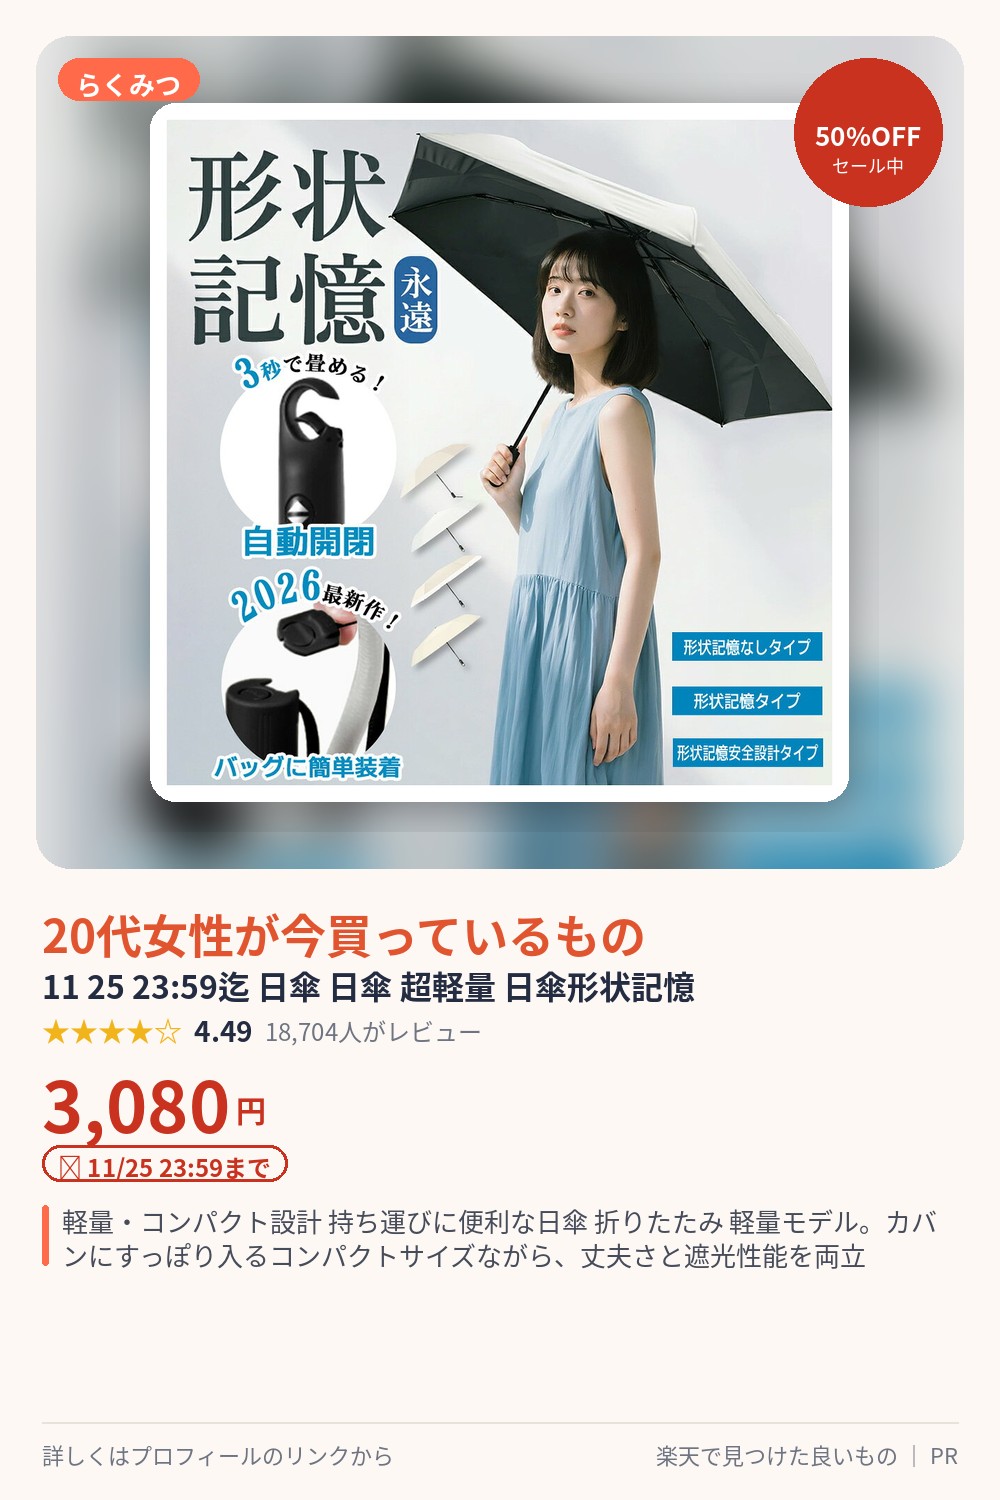 らくみつ
50%OFF
セール中
形状
記憶
永遠
3秒で畳める！
自動開閉
2026最新作！
バッグに簡単装着
形状記憶なしタイプ
形状記憶タイプ
形状記憶安全設計タイプ
20代女性が今買っているもの
11 25 23:59迄 日傘 日傘 超軽量 日傘形状記憶
★★★★☆ 4.49 18,704人がレビュー
3,080円
11/25 23:59まで
軽量・コンパクト設計 持ち運びに便利な日傘 折りたたみ 軽量モデル。カバ
ンにすっぽり入るコンパクトサイズながら、丈夫さと遮光性能を両立
詳しくはプロフィールのリンクから
楽天で見つけた良いもの｜PR